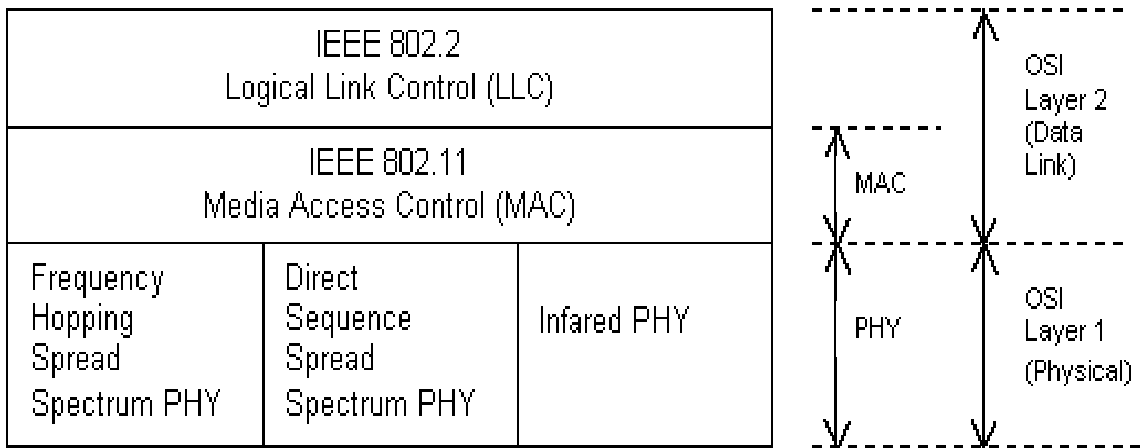 IEEE 802.2
Logical Link Control (LLC)
IEEE 802.11
Media Access Control (MAC)
Frequency
Hopping
Spread
Spectrum PHY
Direct
Sequence
Spread
Spectrum PHY
Infared PHY
MAC
PHY
OSI
Layer 2
(Data
Link)
OSI
Layer 1
(Physical)